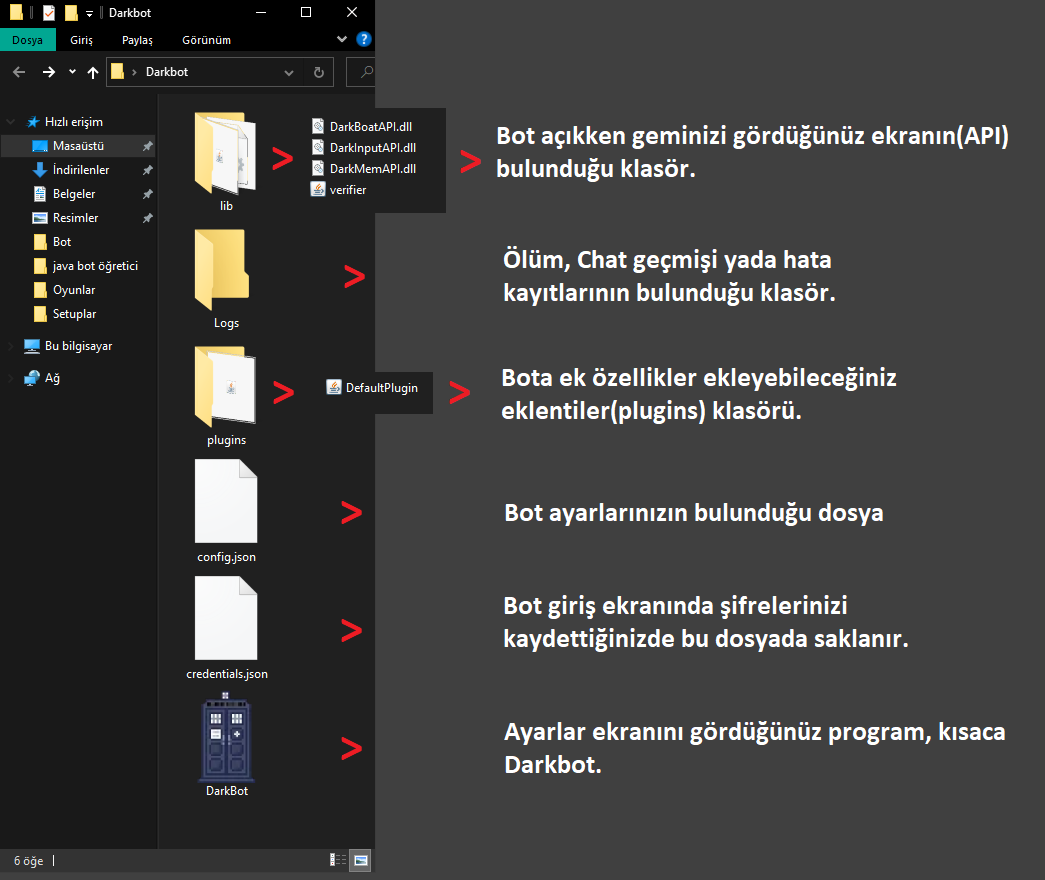 Darkbot
Dosya Giriş Paylaş Görünüm
Darkbot
Hızlı erişim
Masaüstü
İndirilenler
Belgeler
Resimler
Bot
java bot öğretici
Oyunlar
Setuplar
Bu bilgisayar
Ağ
lib
>
DarkBoatAPI.dll
DarkInputAPI.dll
DarkMemAPI.dll
verifier
>
Bot açıkken geminizi gördüğünüz ekranın(API)
bulunduğu klasör.
Logs
>
Ölüm, Chat geçmişi yada hata
kayıtlarının bulunduğu klasör.
plugins
>
DefaultPlugin
>
Bota ek özellikler ekleyebileceğiniz
eklentiler(plugins) klasörü.
config.json
>
Bot ayarlarınızın bulunduğu dosya
credentials.json
>
Bot giriş ekranında şifrelerinizi
kaydettiğinizde bu dosyada saklanır.
DarkBot
>
Ayarlar ekranını gördüğünüz program, kısaca
Darkbot.
6 öğe